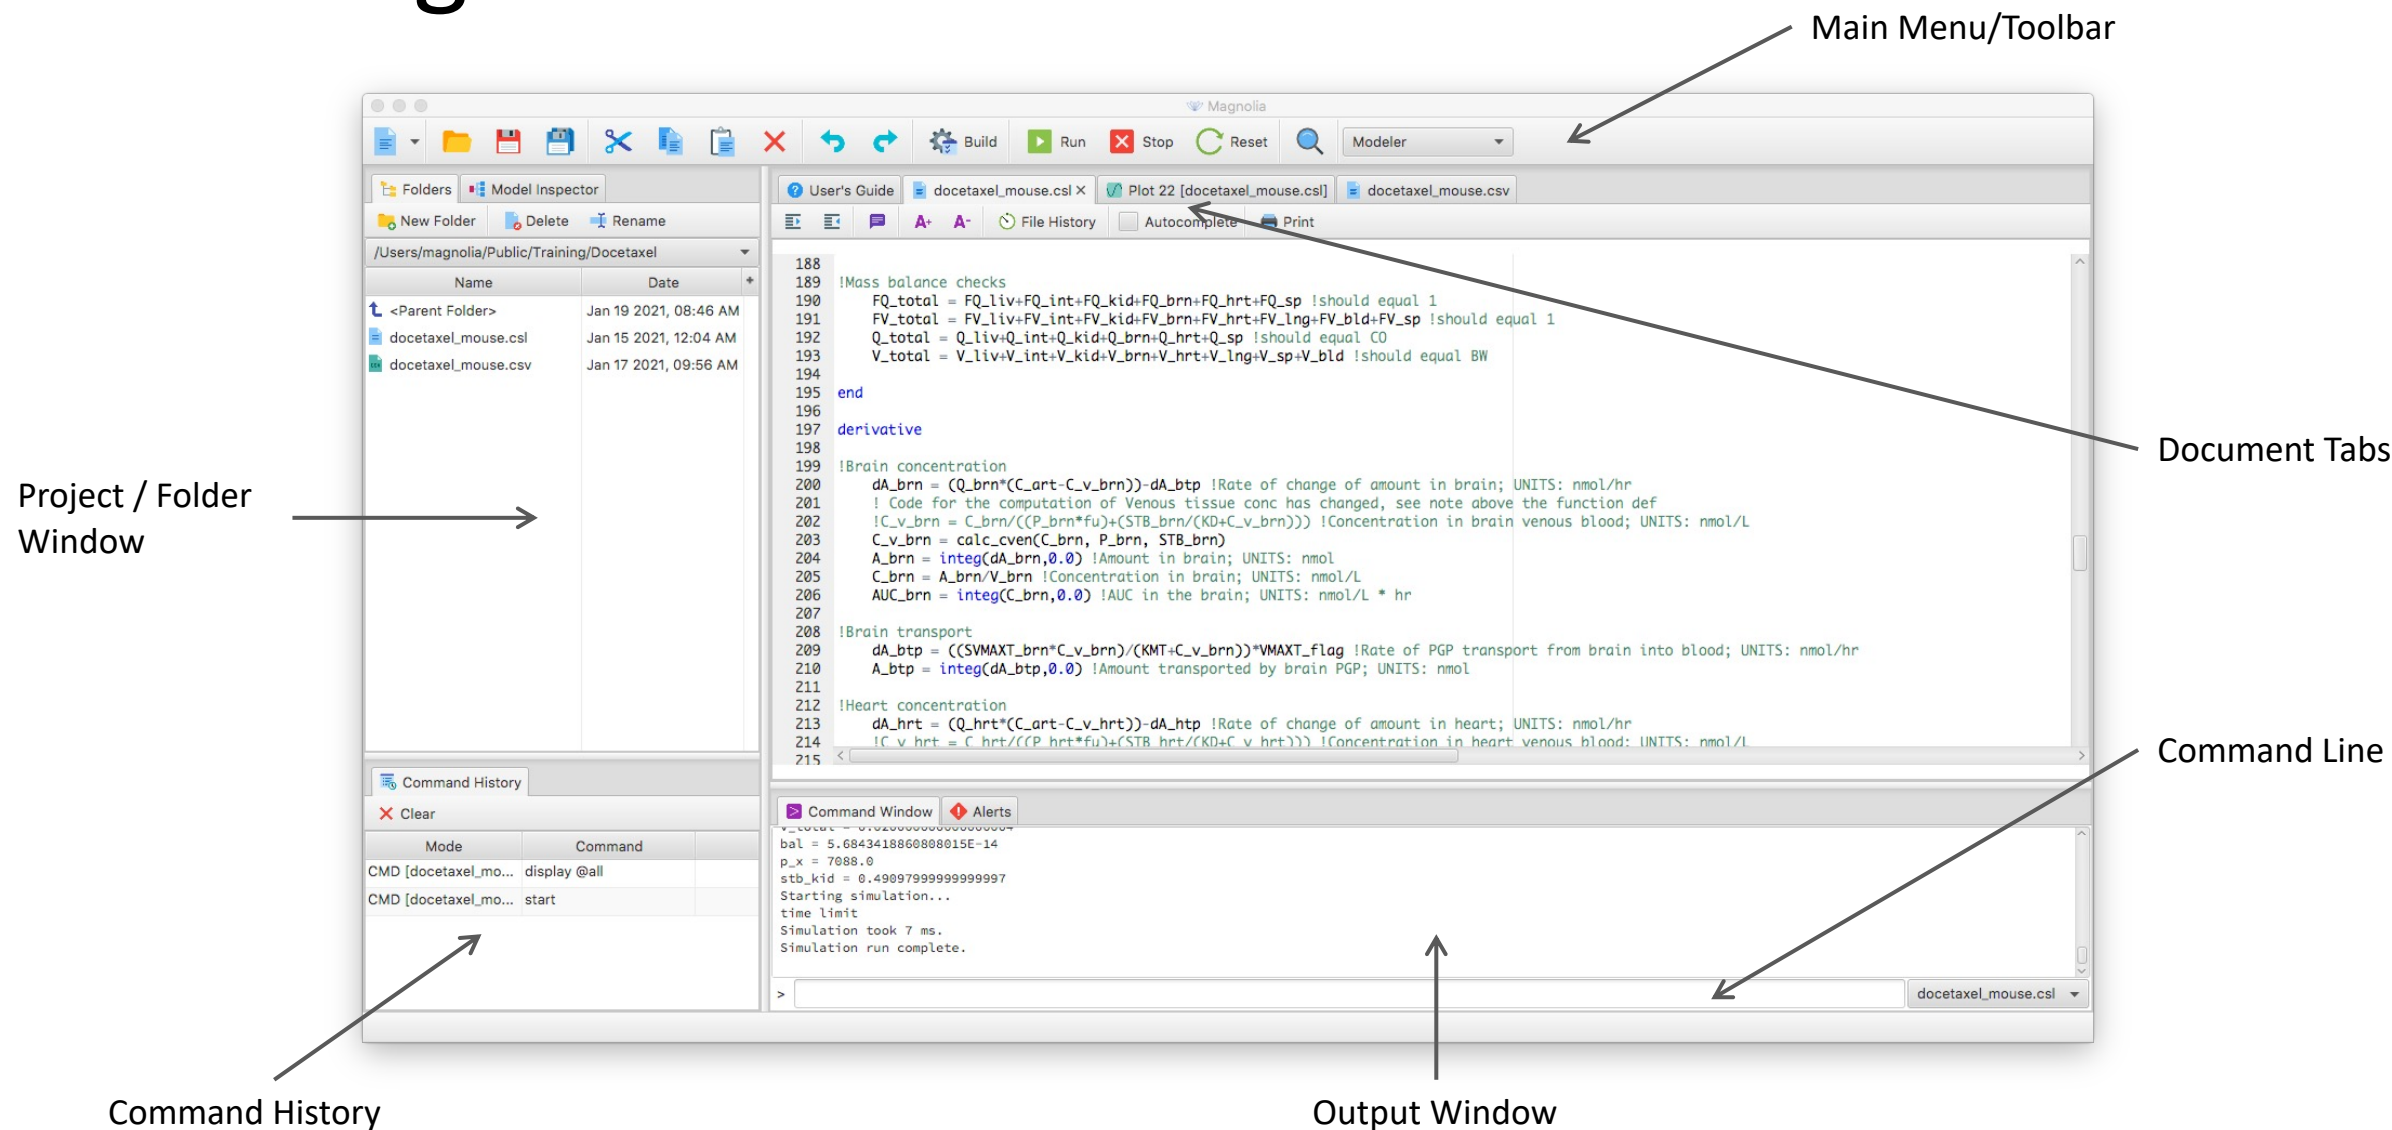 Main Menu/Toolbar
Magnolia
Build Run Stop Reset Modeler
Folders Model Inspector
New Folder Delete Rename
/Users/magnolia/Public/Training/Docetaxel
Name Date
<Parent Folder> Jan 19 2021, 08:46 AM
docetaxel_mouse.csl Jan 15 2021, 12:04 AM
docetaxel_mouse.csv Jan 17 2021, 09:56 AM
User's Guide docetaxel_mouse.csl Plot 22 [docetaxel_mouse.csl] docetaxel_mouse.csv
A+ A- File History Autocomplete Print
188
189 !Mass balance checks
190 FQ_total = FQ_liv+FQ_int+FQ_kid+FQ_brn+FQ_hrt+FQ_sp !should equal 1
191 FV_total = FV_liv+FV_int+FV_kid+FV_brn+FV_hrt+FV_lng+FV_bld+FV_sp !should equal 1
192 Q_total = Q_liv+Q_int+Q_kid+Q_brn+Q_hrt+Q_sp !should equal CO
193 V_total = V_liv+V_int+V_kid+V_brn+V_hrt+V_lng+V_sp+V_bld !should equal BW
194
195 end
196
197 derivative
198
199 !Brain concentration
200 dA_brn = (Q_brn*(C_art-C_v_brn))-dA_btp !Rate of change of amount in brain; UNITS: nmol/hr
201 ! Code for the computation of Venous tissue conc has changed, see note above the function def
202 !C_v_brn = C_brn/((P_brn*fu)+(STB_brn/(KD+C_v_brn))) !Concentration in brain venous blood; UNITS: nmol/L
203 C_v_brn = calc_cven(C_brn, P_brn, STB_brn)
204 A_brn = integ(dA_brn,0.0) !Amount in brain; UNITS: nmol
205 C_brn = A_brn/V_brn !Concentration in brain; UNITS: nmol/L
206 AUC_brn = integ(C_brn,0.0) !AUC in the brain; UNITS: nmol/L * hr
207
208 !Brain transport
209 dA_btp = ((SVMAXT_brn*C_v_brn)/(KMT+C_v_brn))*VMAXT_flag !Rate of PGP transport from brain into blood; UNITS: nmol/hr
210 A_btp = integ(dA_btp,0.0) !Amount transported by brain PGP; UNITS: nmol
211
212 !Heart concentration
213 dA_hrt = (Q_hrt*(C_art-C_v_hrt))-dA_htp !Rate of change of amount in heart; UNITS: nmol/hr
214 !C_v_hrt = C_hrt/((P_hrt*fu)+(STB_hrt/(KD+C_v_hrt))) !Concentration in heart venous blood; UNITS: nmol/L
215
Document Tabs
Project / Folder
Window
Command Line
Command History
Clear
Mode Command
CMD [docetaxel_mo... display @all
CMD [docetaxel_mo... start
Command Window Alerts
bal = 5.6843418860808015E-14
p_x = 7088.0
stb_kid = 0.49097999999999997
Starting simulation...
time limit
Simulation took 7 ms.
Simulation run complete.
>
docetaxel_mouse.csl
Command History
Output Window